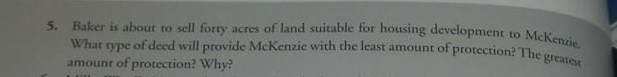 5. Baker is about to sell forty acres of land suitable for housing development to McKenzie.
What type of deed will provide McKenzie with the least amount of protection? The greatest
amount of protection? Why?